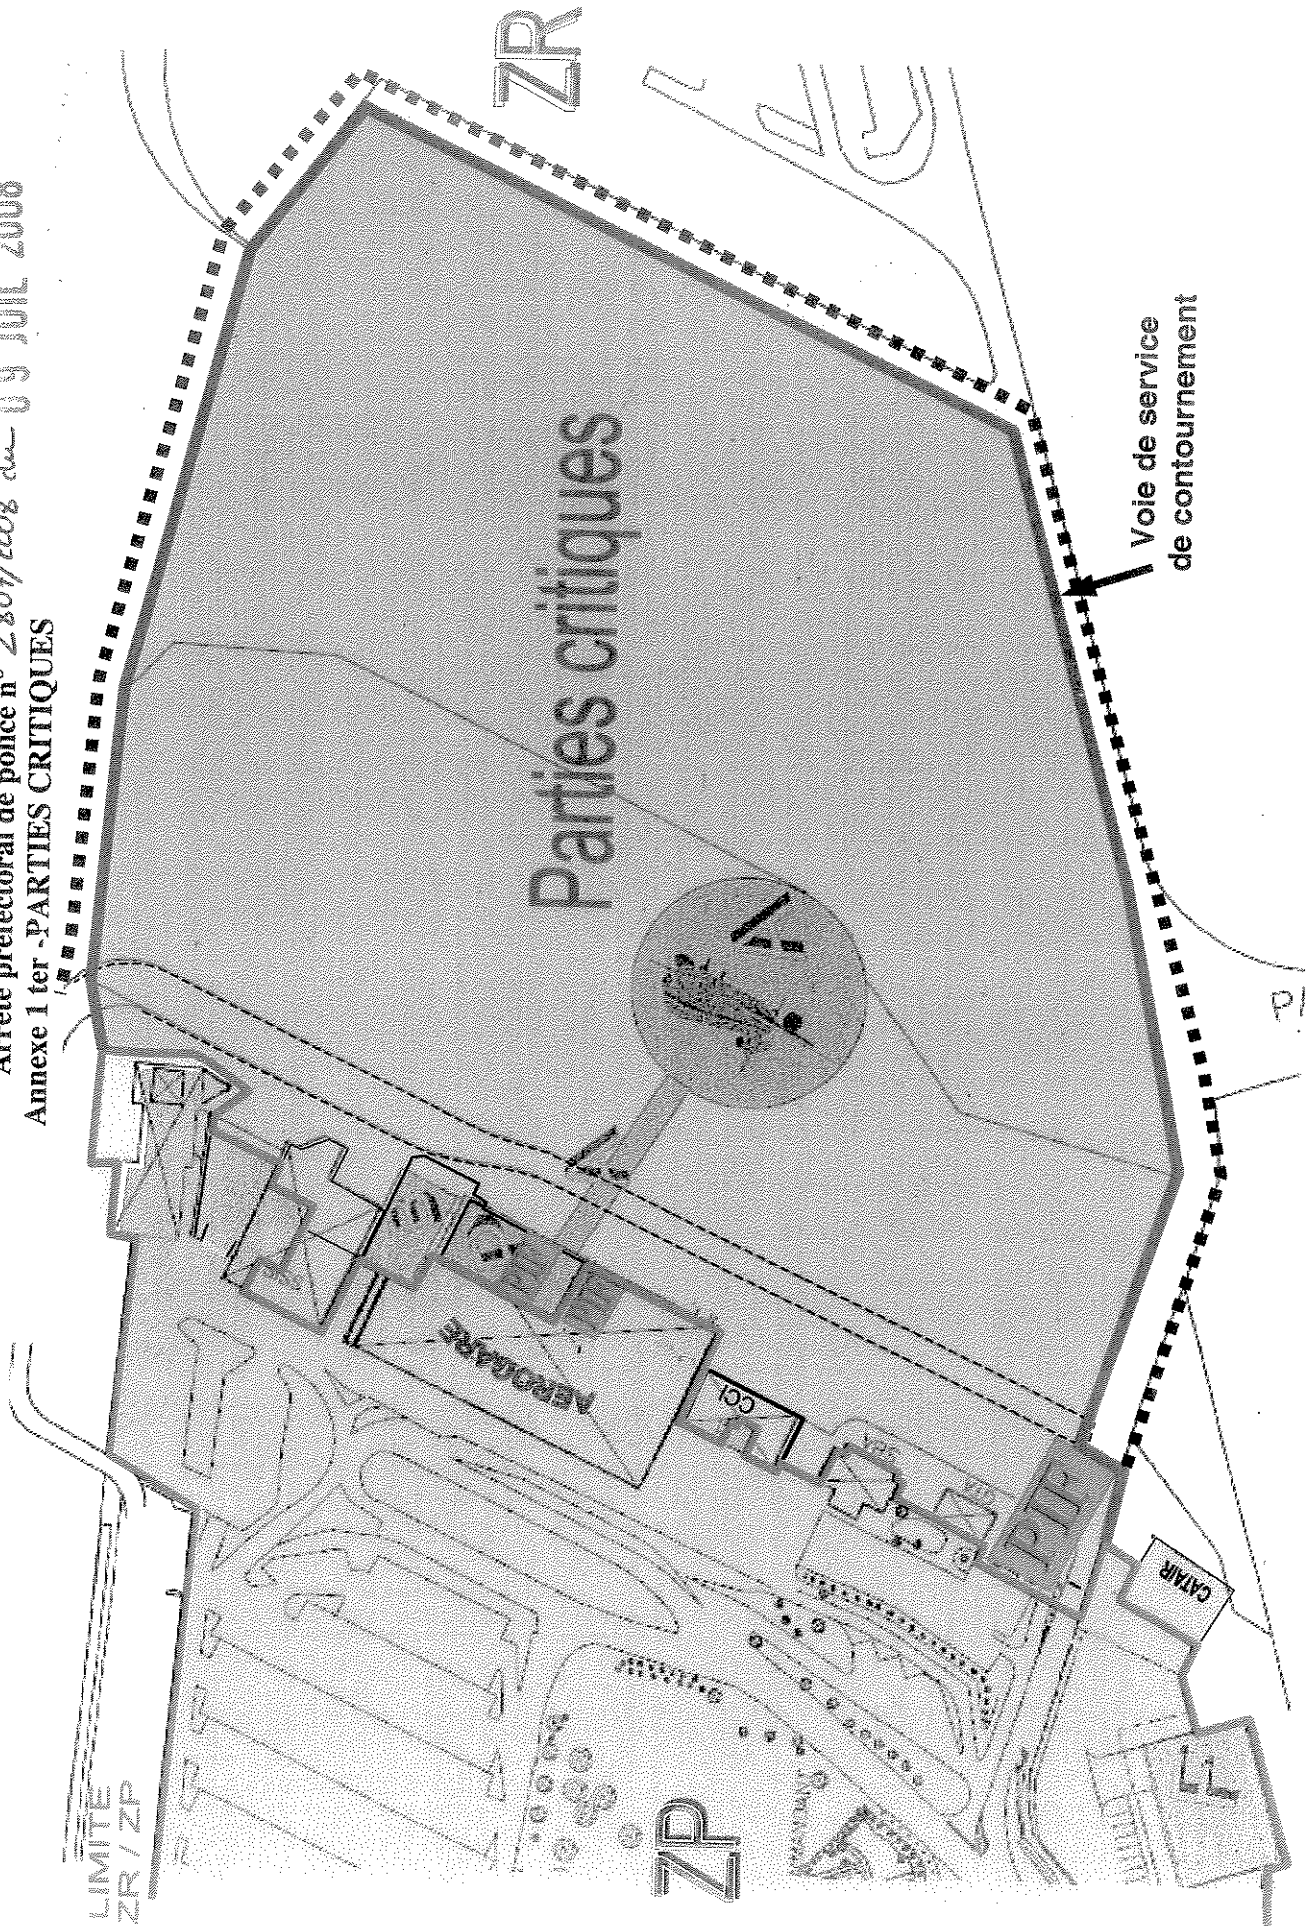 Arrêté préfectoral de police n° 2807/2008 du 09 JUIL 2008
Annexe 1 ter -PARTIES CRITIQUES
LIMITE
ZR / ZP
ZR
Parties critiques
AEROGARE
CCI
PIF
CATAIR
ZP
Voie de service
de contournement